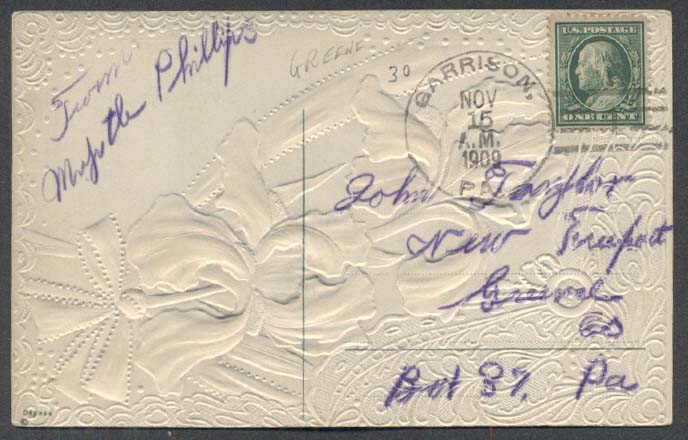 From
Myrtle Phillips
GREENE
30
GARRISON,
NOV
15
A.M.
1909
PA.
U.S. POSTAGE
ONE CENT
John Taylor
New Freeport
Greene
Co
Box 87, Pa
©